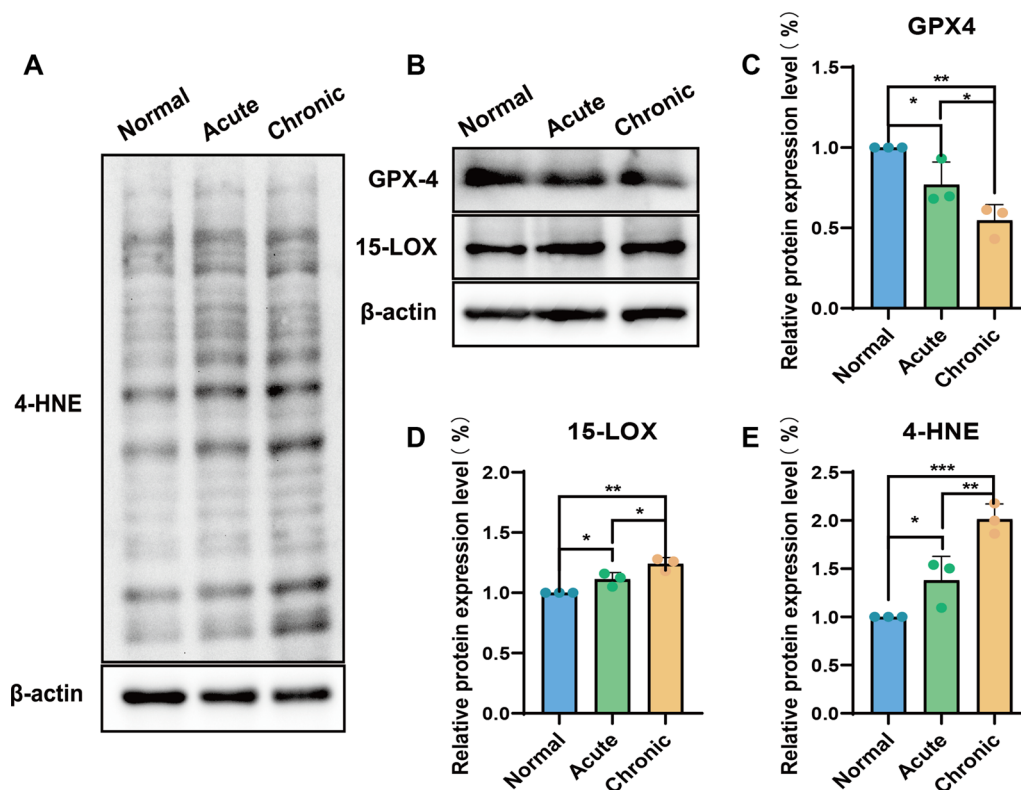 A
Normal
Acute
Chronic
4-HNE
β-actin
B
Normal
Acute
Chronic
GPX-4
15-LOX
β-actin
C
GPX4
Relative protein expression level（%）
1.5
1.0
0.5
0.0
**
*
*
Normal
Acute
Chronic
D
15-LOX
Relative protein expression level（%）
2.0
1.5
1.0
0.5
0.0
**
*
*
Normal
Acute
Chronic
E
4-HNE
Relative protein expression level（%）
2.5
2.0
1.5
1.0
0.5
0.0
***
**
*
Normal
Acute
Chronic